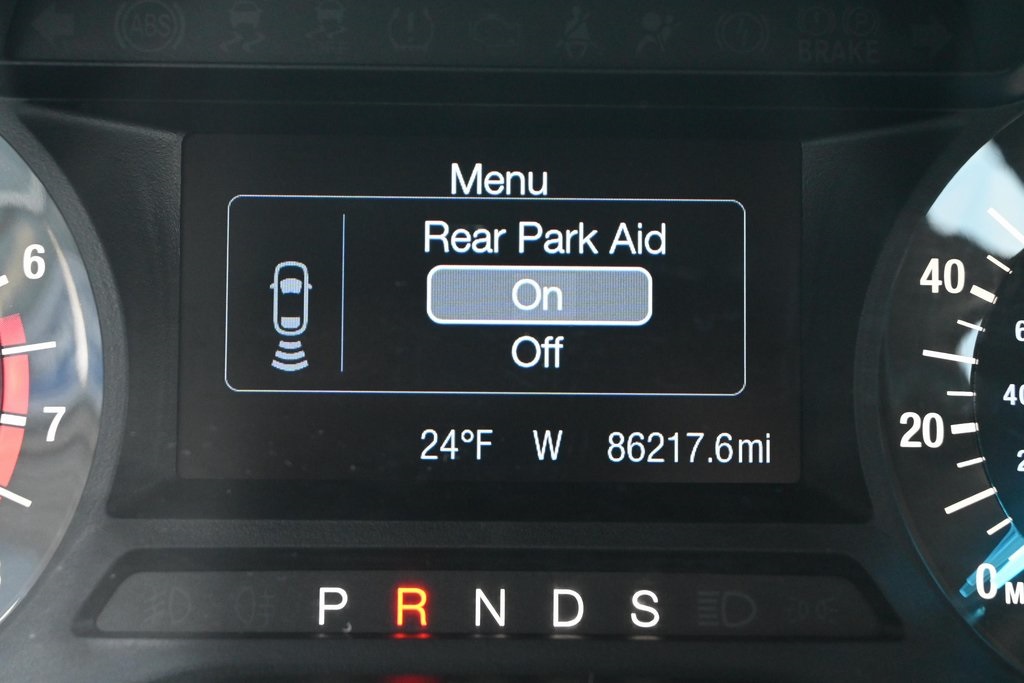 ABS
BRAKE
Menu
Rear Park Aid
On
Off
24°F W 86217.6mi
6
7
40
20
0
P R N D S